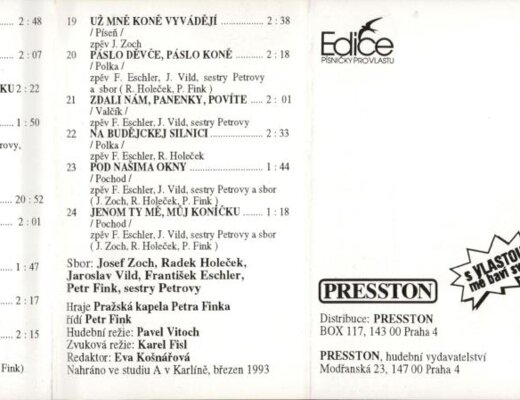 2 : 48
2 : 07
KU 2 : 22
1 : 50
rovy,
20 : 52
2 : 01
1 : 47
2 : 17
2 : 15
Fink)
19 UŽ MNĚ KONĚ VYVÁDĚJÍ ........ 2 : 38
/ Píseň /
zpěv J. Zoch
20 PÁSLO DĚVČE, PÁSLO KONĚ .... 2 : 18
/ Polka /
zpěv F. Eschler, J. Vild, sestry Petrovy
a sbor ( R. Holeček, P. Fink )
21 ZDALI NÁM, PANENKY, POVÍTE ..... 2 : 01
/ Valčík /
zpěv F. Eschler, J. Vild, sestry Petrovy
22 NA BUDĚJCKEJ SILNICI ............... 2 : 33
/ Polka /
zpěv F. Eschler, R. Holeček
23 POD NAŠIMA OKNY ..................... 1 : 44
/ Pochod /
zpěv F. Eschler, J. Vild, sestry Petrovy a sbor
( J. Zoch, R. Holeček, P. Fink )
24 JENOM TY MĚ, MŮJ KONÍČKU ...... 1 : 18
/ Pochod /
zpěv F. Eschler, J. Vild, sestry Petrovy a sbor
( J. Zoch, R. Holeček, P. Fink )
Sbor: Josef Zoch, Radek Holeček,
Jaroslav Vild, František Eschler,
Petr Fink, sestry Petrovy
Hraje Pražská kapela Petra Finka
řídí Petr Fink
Hudební režie: Pavel Vitoch
Zvuková režie: Karel Fisl
Redaktor: Eva Košnářová
Nahráno ve studiu A v Karlíně, březen 1993
Edice
PÍSNIČKY PRO VLASTU
S VLASTOU
mě baví
PRESSTON
Distribuce: PRESSTON
BOX 117, 143 00 Praha 4
PRESSTON, hudební vydavatelství
Modřanská 23, 147 00 Praha 4